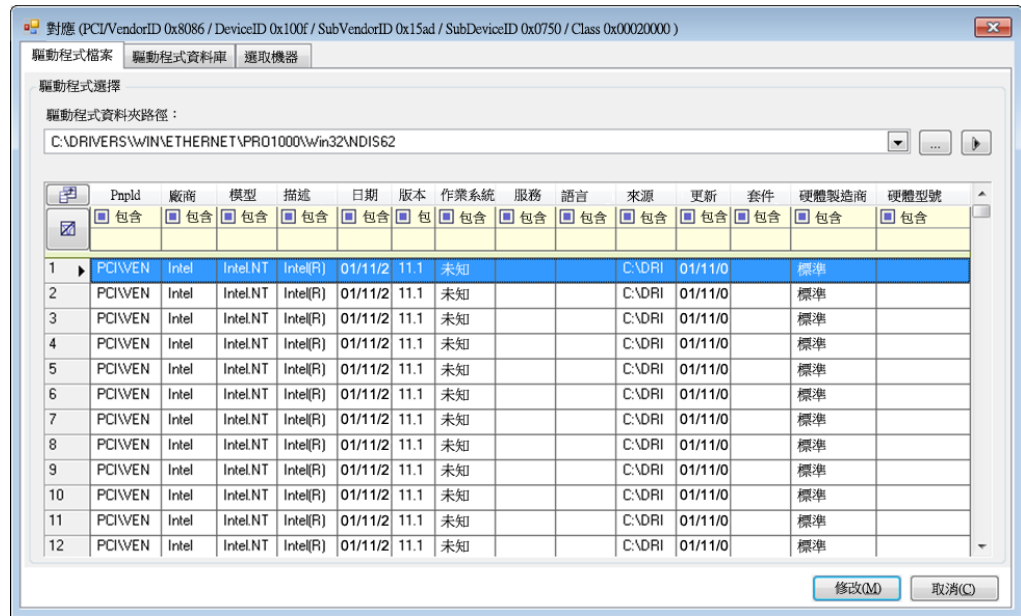 對應 (PCI/VendorID 0x8086 / DeviceID 0x100f / SubVendorID 0x15ad / SubDeviceID 0x0750 / Class 0x00020000 )
驅動程式檔案 驅動程式資料庫 選取機器
驅動程式選擇
驅動程式資料夾路徑：
C:\DRIVERS\WIN\ETHERNET\PRO1000\Win32\NDIS62 ...
PnpId 廠商 模型 描述 日期 版本 作業系統 服務 語言 來源 更新 套件 硬體製造商 硬體型號
包含 包含 包含 包含 包含 包 包含 包含 包含 包含 包含 包含 包含 包含
1 PCI\VEN Intel Intel.NT Intel(R) 01/11/2 11.1 未知 C:\DRI 01/11/0 標準
2 PCI\VEN Intel Intel.NT Intel(R) 01/11/2 11.1 未知 C:\DRI 01/11/0 標準
3 PCI\VEN Intel Intel.NT Intel(R) 01/11/2 11.1 未知 C:\DRI 01/11/0 標準
4 PCI\VEN Intel Intel.NT Intel(R) 01/11/2 11.1 未知 C:\DRI 01/11/0 標準
5 PCI\VEN Intel Intel.NT Intel(R) 01/11/2 11.1 未知 C:\DRI 01/11/0 標準
6 PCI\VEN Intel Intel.NT Intel(R) 01/11/2 11.1 未知 C:\DRI 01/11/0 標準
7 PCI\VEN Intel Intel.NT Intel(R) 01/11/2 11.1 未知 C:\DRI 01/11/0 標準
8 PCI\VEN Intel Intel.NT Intel(R) 01/11/2 11.1 未知 C:\DRI 01/11/0 標準
9 PCI\VEN Intel Intel.NT Intel(R) 01/11/2 11.1 未知 C:\DRI 01/11/0 標準
10 PCI\VEN Intel Intel.NT Intel(R) 01/11/2 11.1 未知 C:\DRI 01/11/0 標準
11 PCI\VEN Intel Intel.NT Intel(R) 01/11/2 11.1 未知 C:\DRI 01/11/0 標準
12 PCI\VEN Intel Intel.NT Intel(R) 01/11/2 11.1 未知 C:\DRI 01/11/0 標準
修改(M) 取消(C)